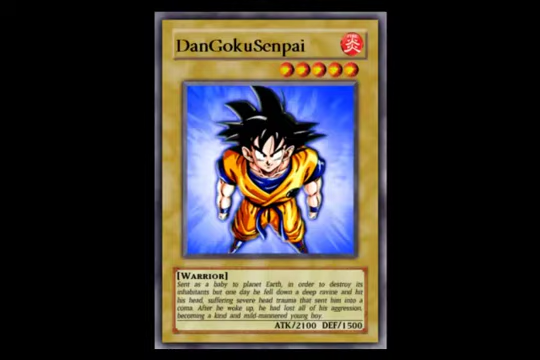 DanGokuSenpai
炎
[Warrior]
Sent as a baby to planet Earth, in order to destroy its
inhabitants but one day he fell down a deep ravine and hit
his head, suffering severe head trauma that sent him into a
coma. After he woke up, he had lost all of his aggression,
becoming a kind and mild-mannered young boy.
ATK/2100 DEF/1500